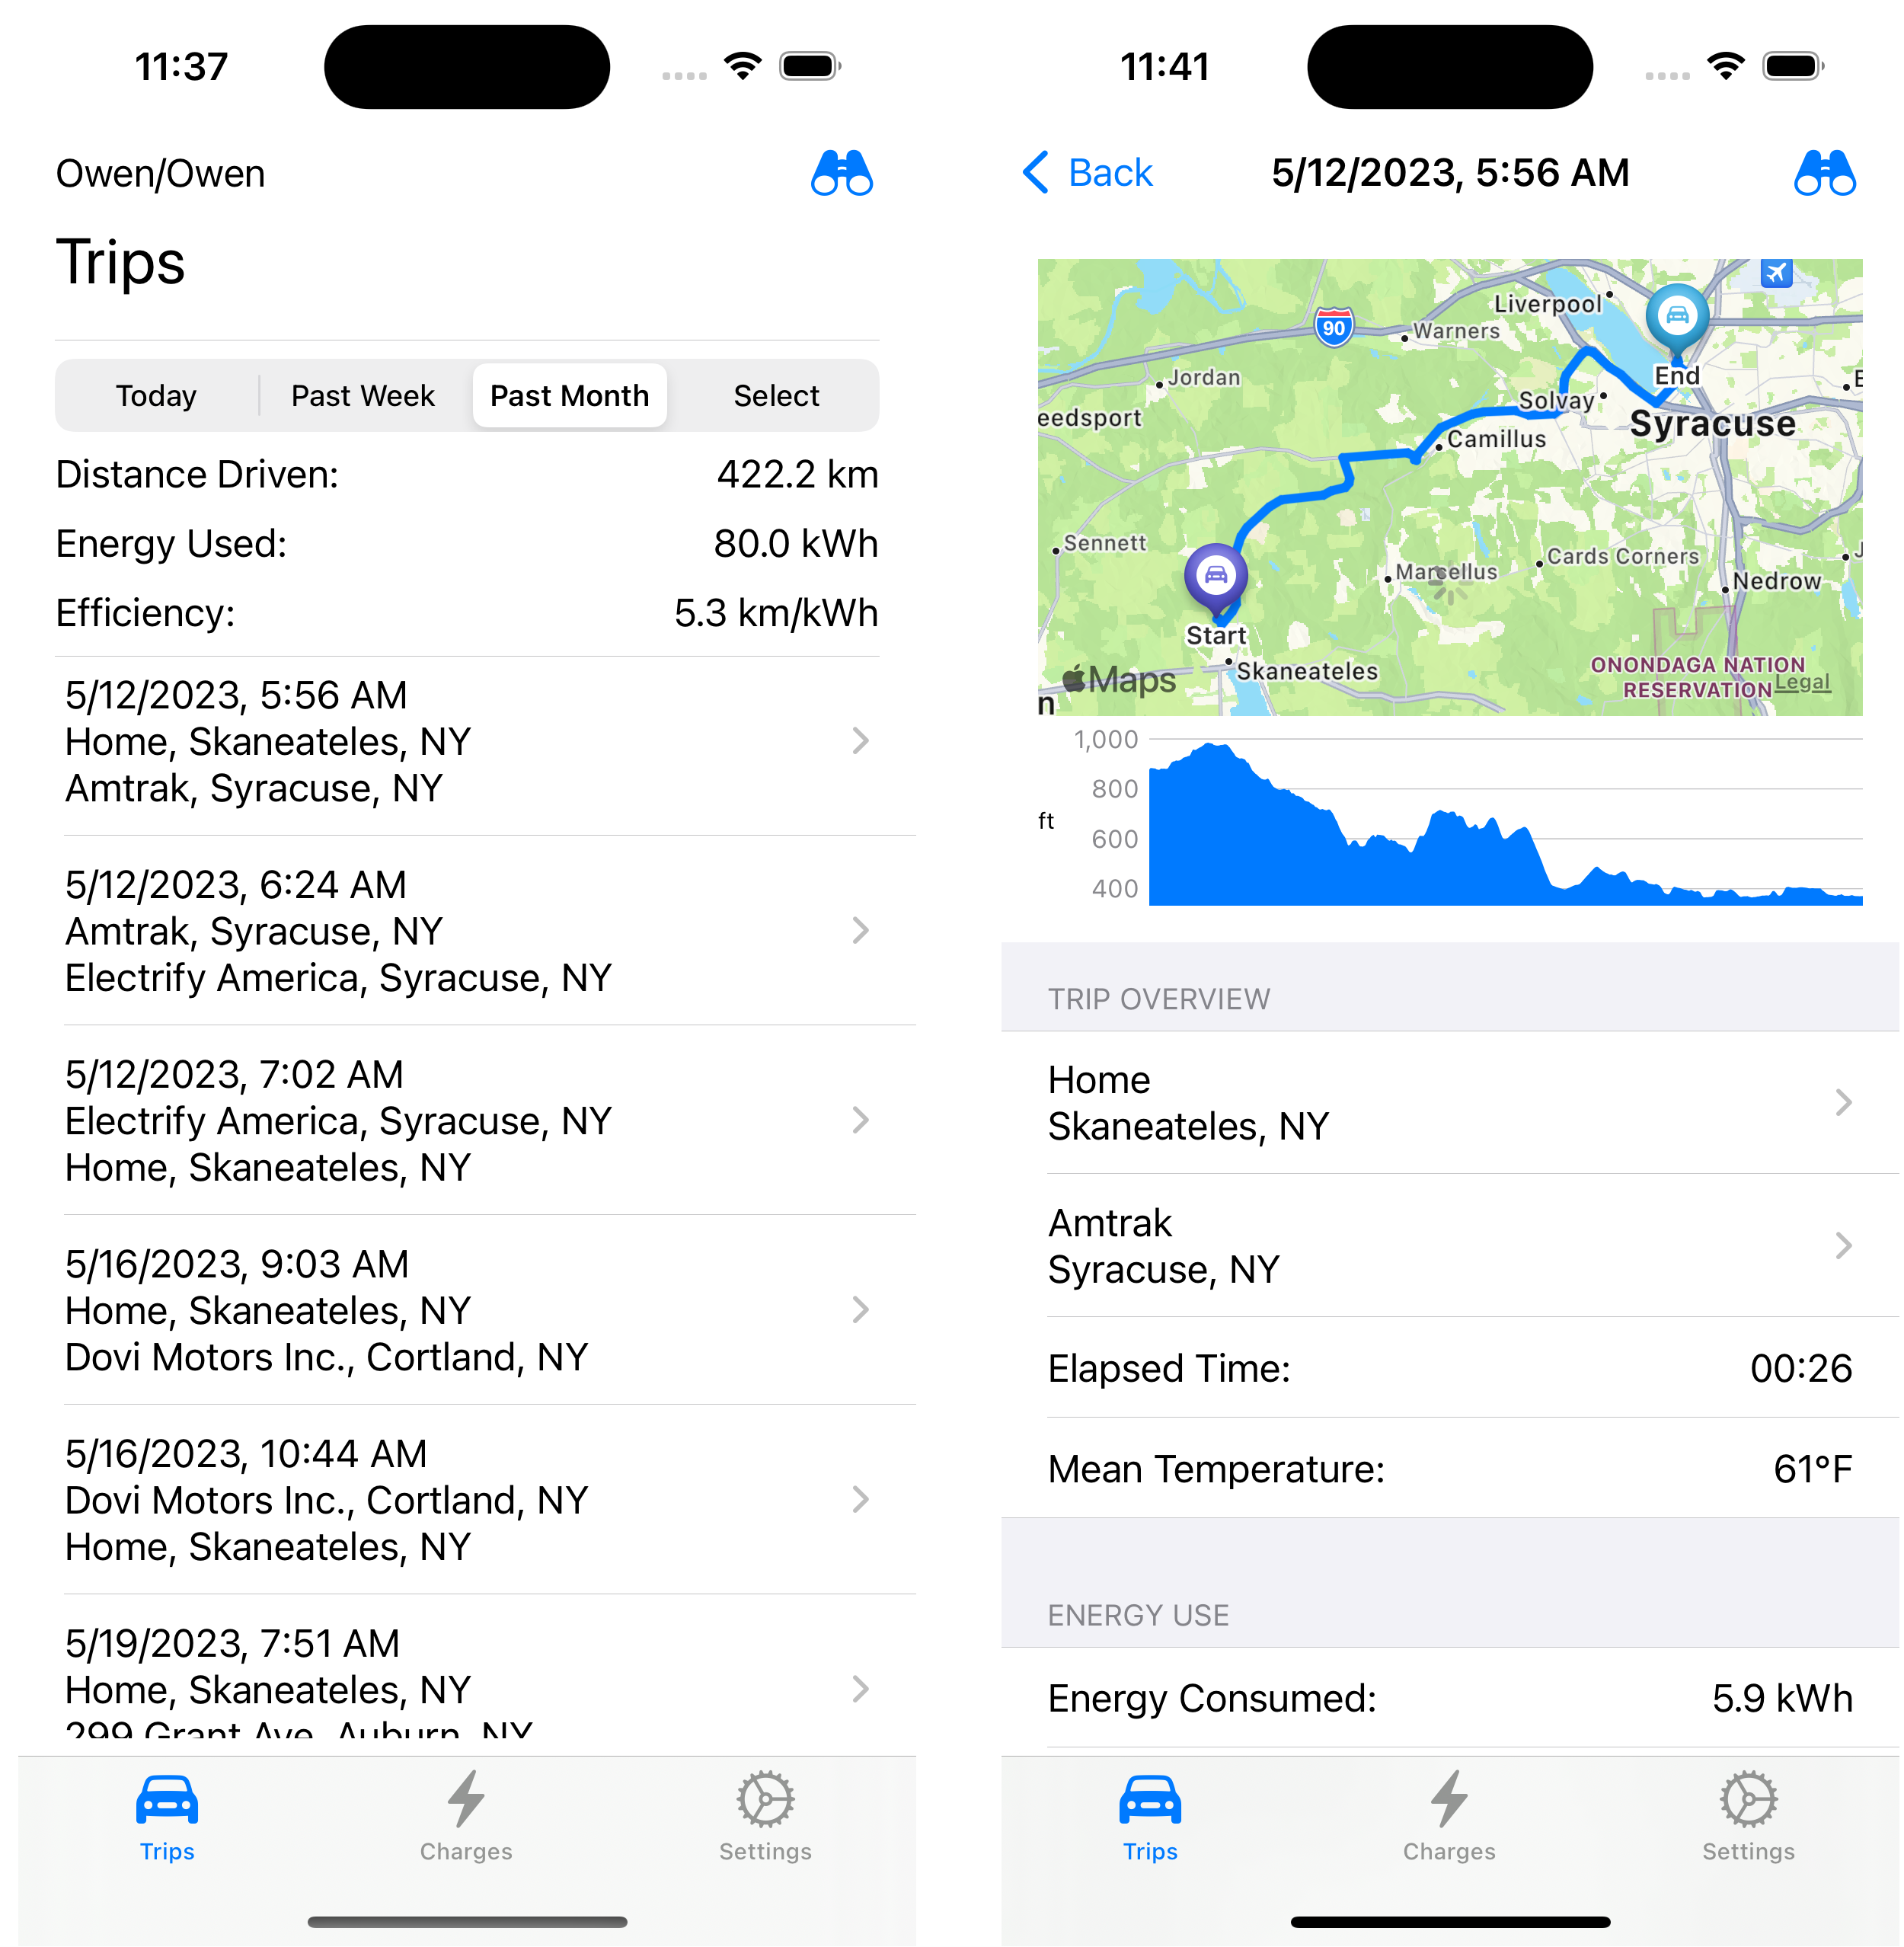 11:37
Owen/Owen
Trips
Today Past Week Past Month Select
Distance Driven: 422.2 km
Energy Used: 80.0 kWh
Efficiency: 5.3 km/kWh
5/12/2023, 5:56 AM
Home, Skaneateles, NY
Amtrak, Syracuse, NY
5/12/2023, 6:24 AM
Amtrak, Syracuse, NY
Electrify America, Syracuse, NY
5/12/2023, 7:02 AM
Electrify America, Syracuse, NY
Home, Skaneateles, NY
5/16/2023, 9:03 AM
Home, Skaneateles, NY
Dovi Motors Inc., Cortland, NY
5/16/2023, 10:44 AM
Dovi Motors Inc., Cortland, NY
Home, Skaneateles, NY
5/19/2023, 7:51 AM
Home, Skaneateles, NY
299 Grant Ave, Auburn, NY
Trips Charges Settings
11:41
Back 5/12/2023, 5:56 AM
Liverpool
90
Warners
Jordan
End
Solvay
eedsport
Syracuse
Camillus
Sennett
Cards Corners
Marcellus
Nedrow
Start
Skaneateles
ONONDAGA NATION
RESERVATION
Maps
Legal
n
1,000
800
ft
600
400
TRIP OVERVIEW
Home
Skaneateles, NY
Amtrak
Syracuse, NY
Elapsed Time: 00:26
Mean Temperature: 61°F
ENERGY USE
Energy Consumed: 5.9 kWh
Trips Charges Settings